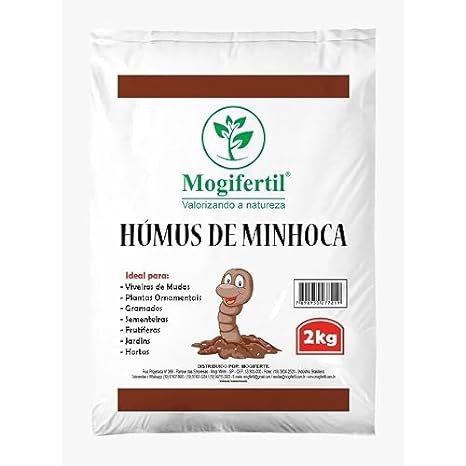 Mogifertil®
Valorizando a natureza
HÚMUS DE MINHOCA
Ideal para:
- Viveiros de Mudas
- Plantas Ornamentais
- Gramados
- Sementeiras
- Frutíferas
- Jardins
- Hortas
2kg
DISTRIBUIDO POR: MOGIFERTIL